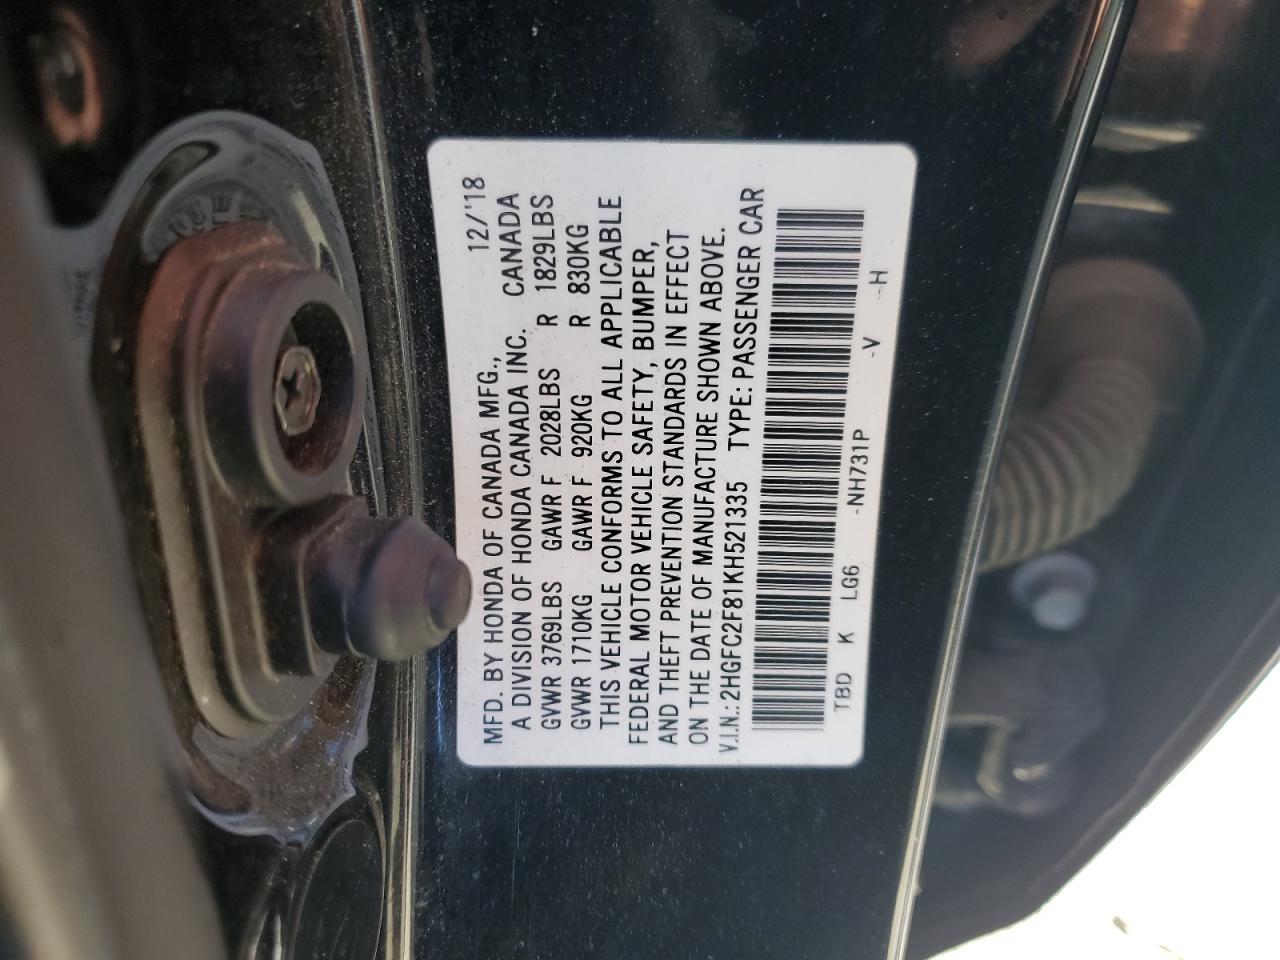 12/'18
MFD. BY HONDA OF CANADA MFG.,
A DIVISION OF HONDA CANADA INC. CANADA
GVWR 3769LBS GAWR F 2028LBS R 1829LBS
GVWR 1710KG GAWR F 920KG R 830KG
THIS VEHICLE CONFORMS TO ALL APPLICABLE
FEDERAL MOTOR VEHICLE SAFETY, BUMPER,
AND THEFT PREVENTION STANDARDS IN EFFECT
ON THE DATE OF MANUFACTURE SHOWN ABOVE.
V.I.N.: 2HGFC2F81KH521335 TYPE: PASSENGER CAR
TBD K LG6 -NH731P -V --H